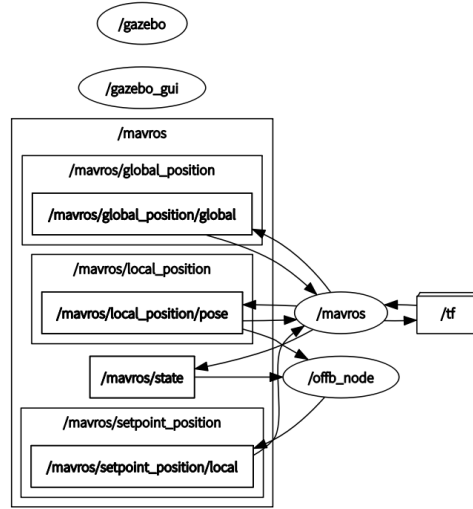 /gazebo
/gazebo_gui
/mavros
/mavros/global_position
/mavros/global_position/global
/mavros/local_position
/mavros/local_position/pose
/mavros
/tf
/mavros/state
/offb_node
/mavros/setpoint_position
/mavros/setpoint_position/local